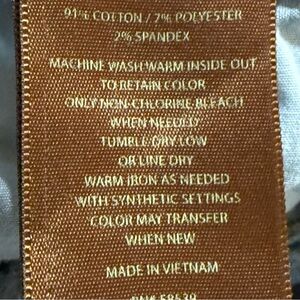 91% COTTON / 7% POLYESTER
2% SPANDEX
MACHINE WASH WARM INSIDE OUT
TO RETAIN COLOR
ONLY NON-CHLORINE BLEACH
WHEN NEEDED
TUMBLE DRY LOW
OR LINE DRY
WARM IRON AS NEEDED
WITH SYNTHETIC SETTINGS
COLOR MAY TRANSFER
WHEN NEW
MADE IN VIETNAM